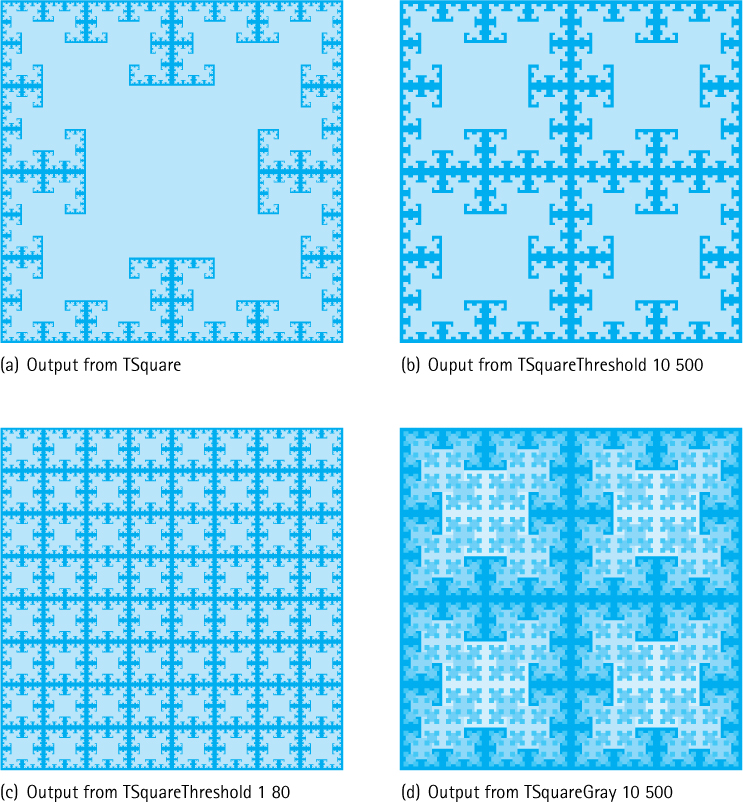 (a) Output from TSquare
(b) Ouput from TSquareThreshold 10 500
(c) Output from TSquareThreshold 1 80
(d) Output from TSquareGray 10 500